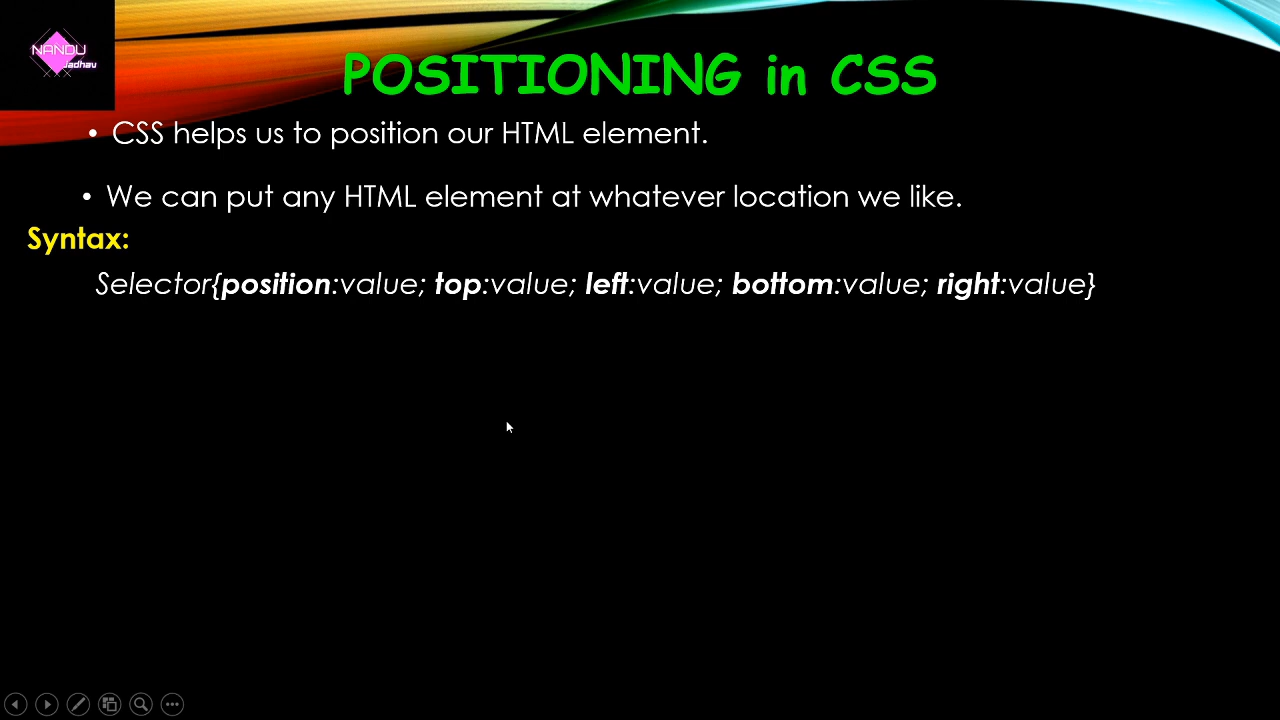 NANDU
Jadhav
POSITIONING in CSS
• CSS helps us to position our HTML element.
• We can put any HTML element at whatever location we like.
Syntax:
Selector{position:value; top:value; left:value; bottom:value; right:value}